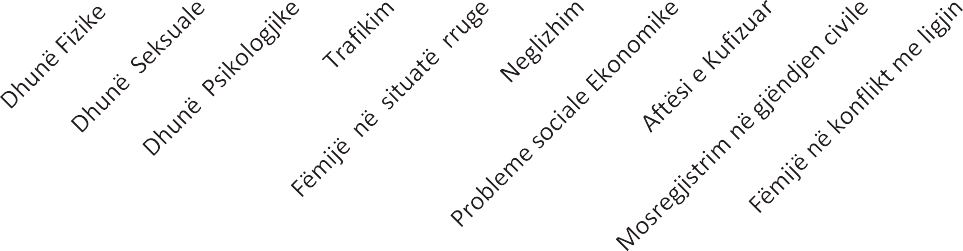 Dhunë Fizike
Dhunë Seksuale
Dhunë Psikologjike
Trafikim
Fëmijë në situatë rruge
Neglizhim
Probleme sociale Ekonomike
Aftësi e Kufizuar
Mosregjistrim në gjëndjen civile
Fëmijë në konflikt me ligjin